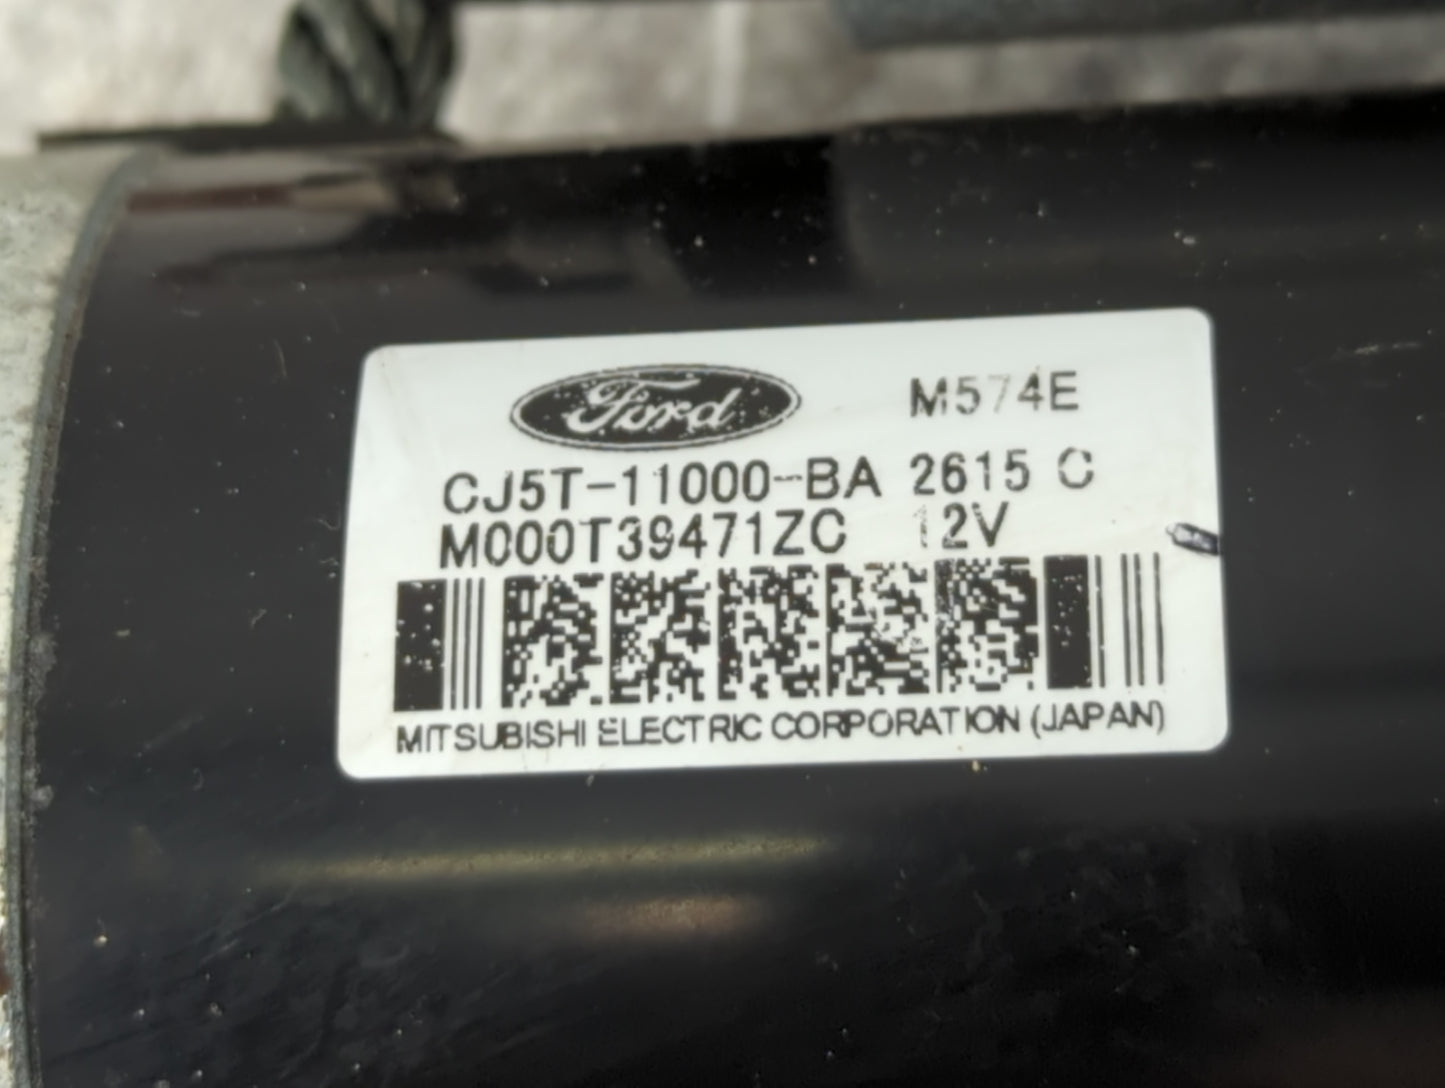 Ford M574E
CJ5T-11000-BA 2615 C
M000T39471ZC 12V
MITSUBISHI ELECTRIC CORPORATION (JAPAN)